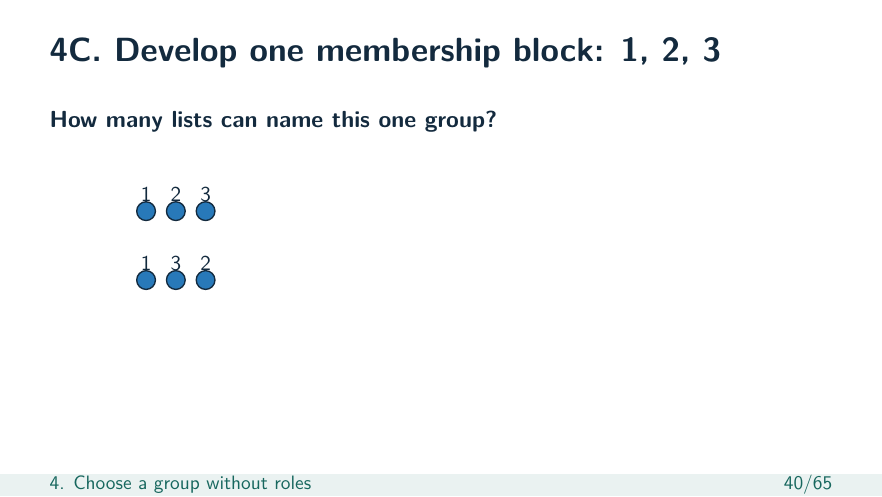 4C. Develop one membership block: 1, 2, 3
How many lists can name this one group?
1 2 3
1 3 2
4. Choose a group without roles 40/65